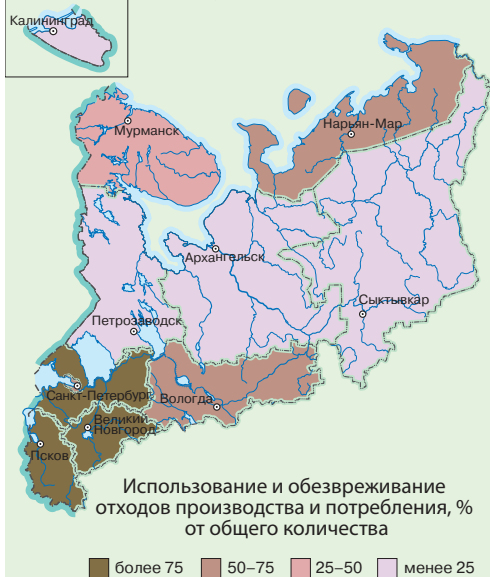 Калининград
Мурманск
Нарьян-Мар
Архангельск
Сыктывкар
Петрозаводск
Санкт-Петербург
Вологда
Великий
Новгород
Псков
Использование и обезвреживание
отходов производства и потребления, %
от общего количества
более 75 50–75 25–50 менее 25